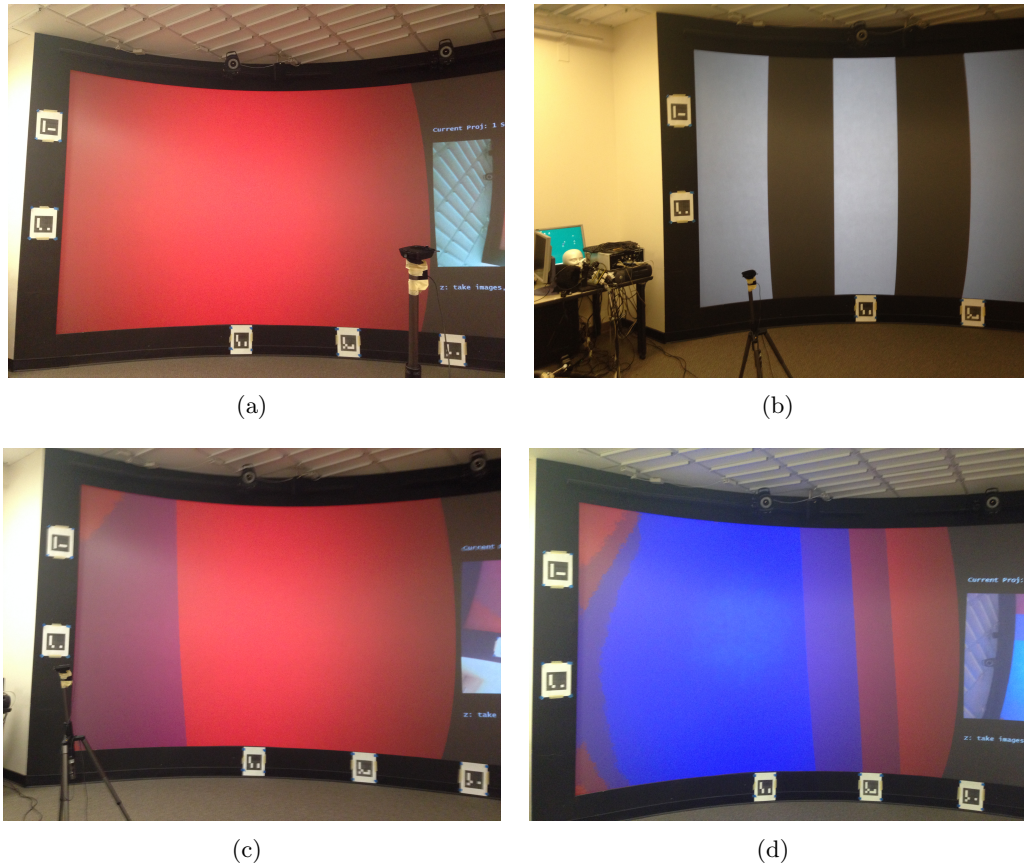 Current Proj: 1 S
z: take images,
(a)
(b)
Current
z: take
(c)
Current Proj:
z: take images
(d)